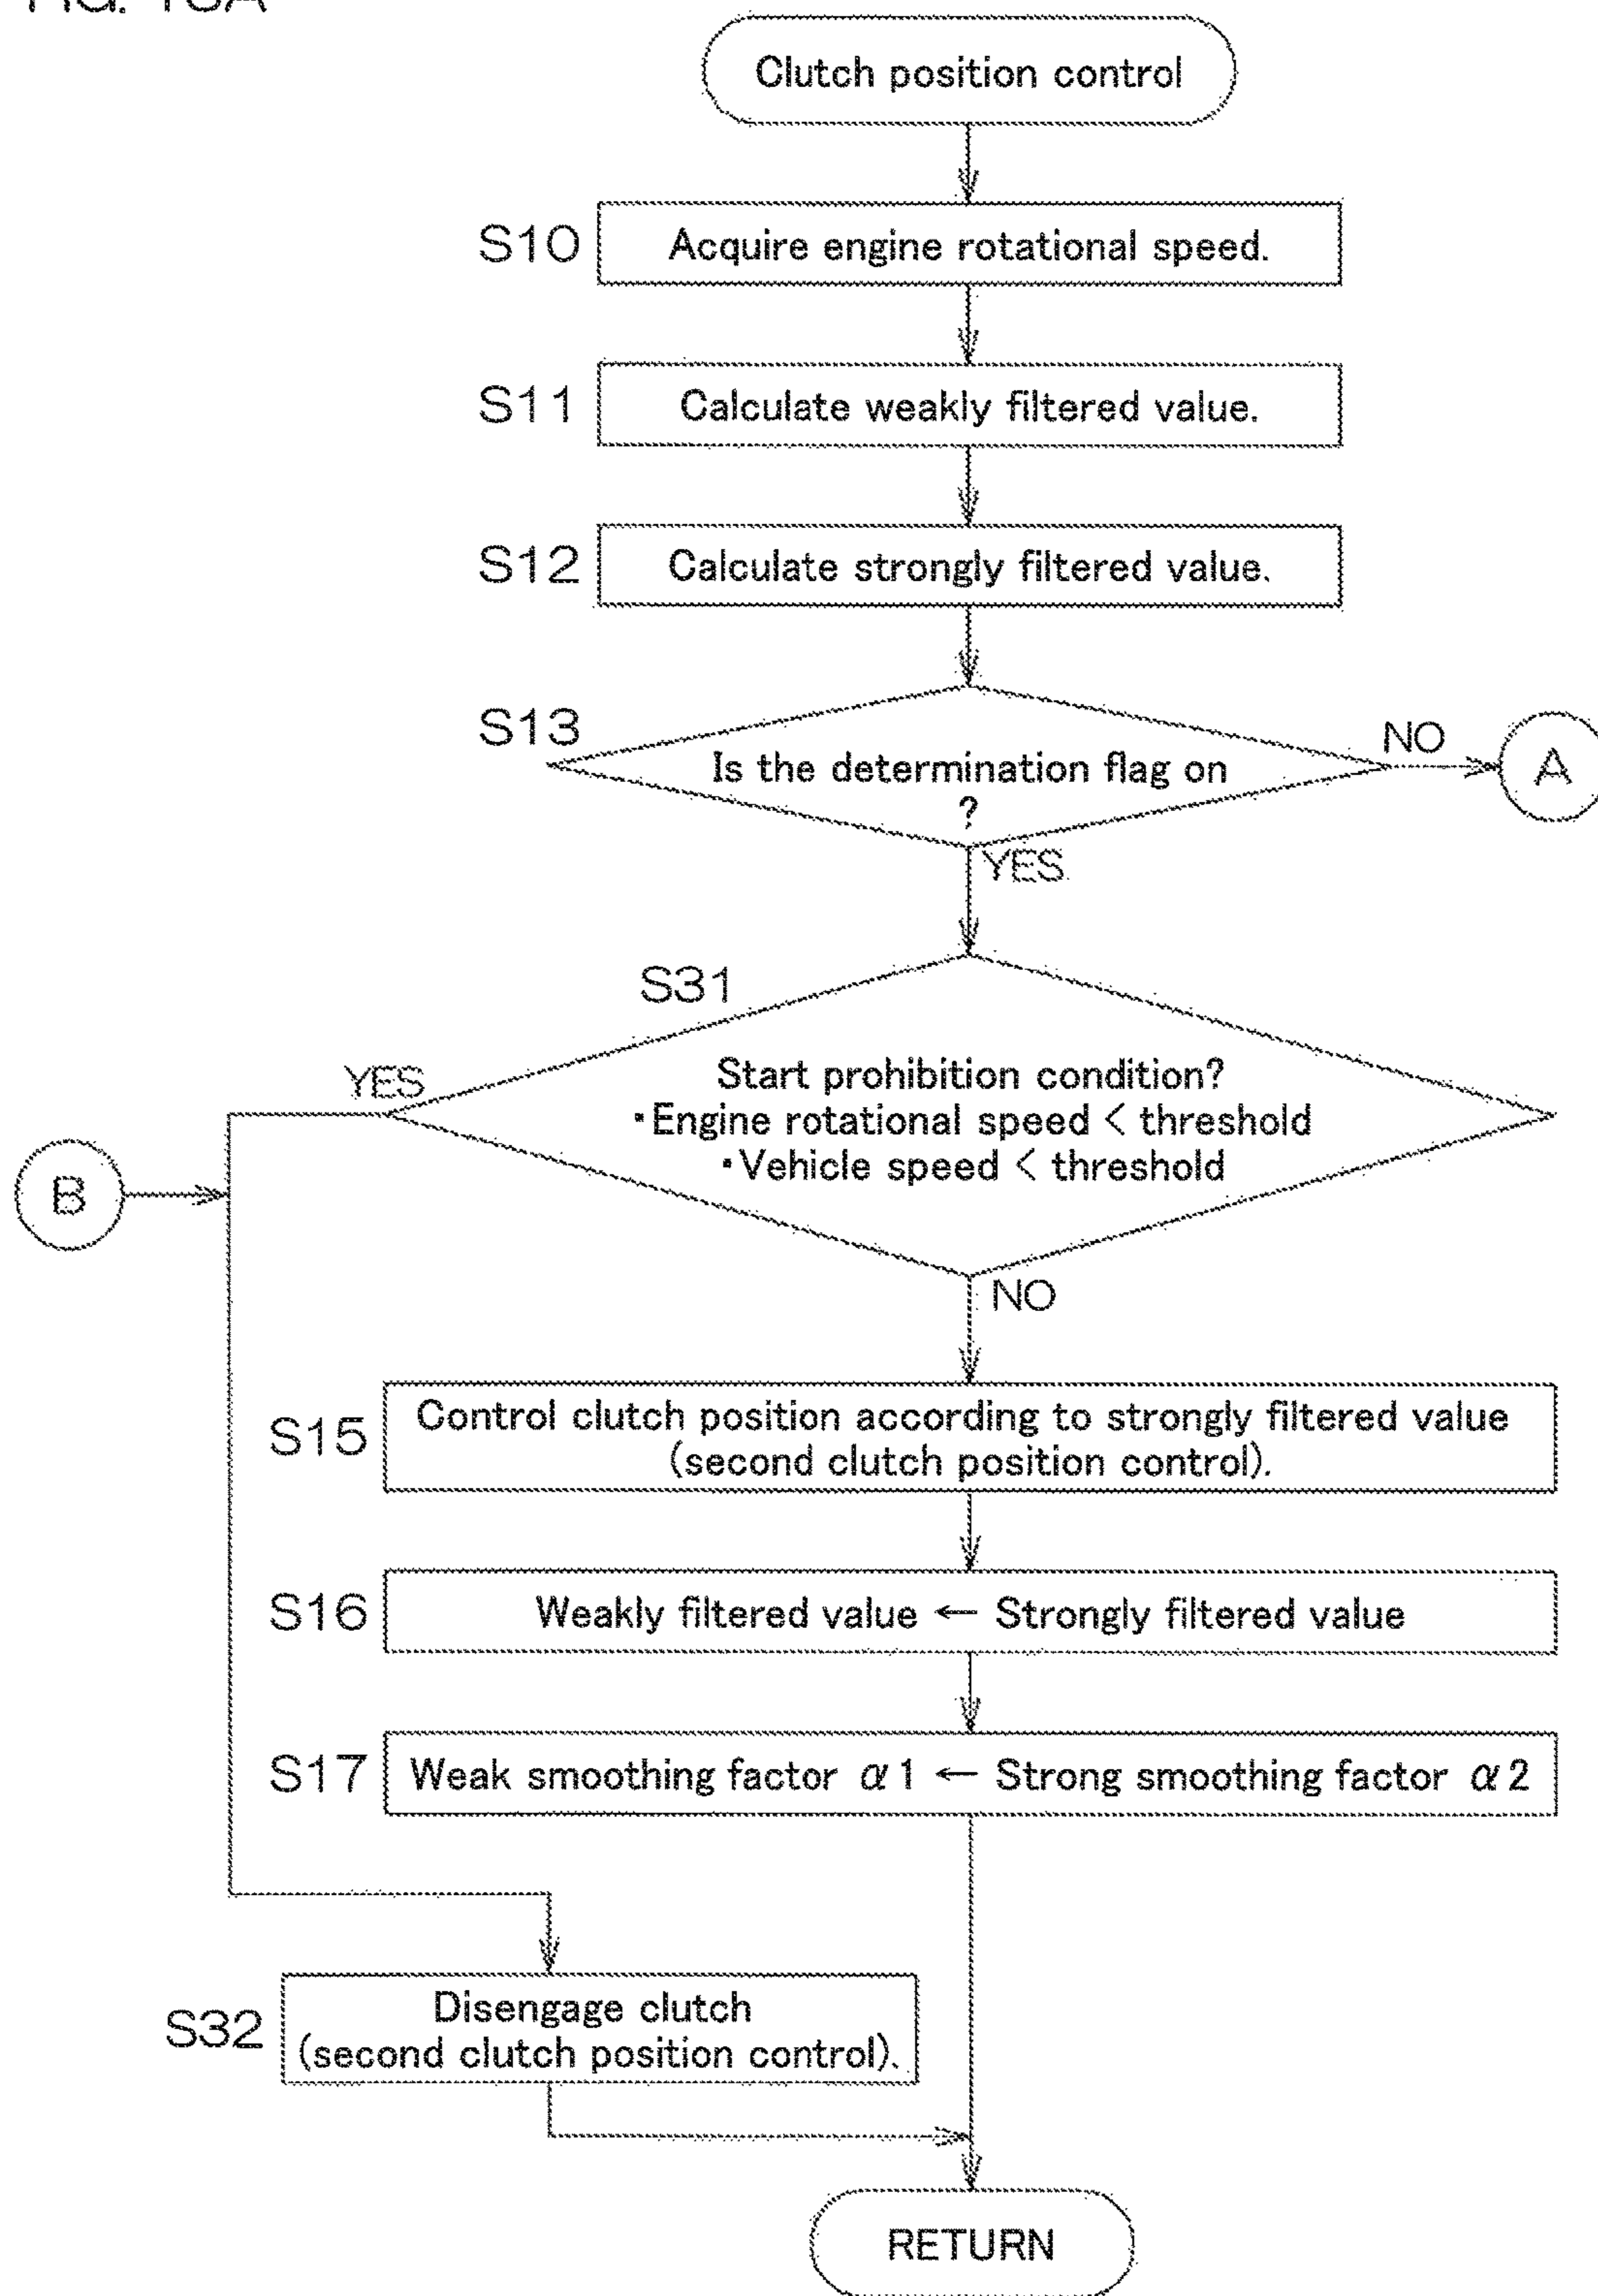 Clutch position control
S10
Acquire engine rotational speed.
S11
Calculate weakly filtered value.
S12
Calculate strongly filtered value.
S13
Is the determination flag on
?
NO
A
YES
S31
YES
Start prohibition condition?
・Engine rotational speed < threshold
・Vehicle speed < threshold
B
NO
S15
Control clutch position according to strongly filtered value
(second clutch position control).
S16
Weakly filtered value ← Strongly filtered value
S17
Weak smoothing factor α1 ← Strong smoothing factor α2
S32
Disengage clutch
(second clutch position control).
RETURN